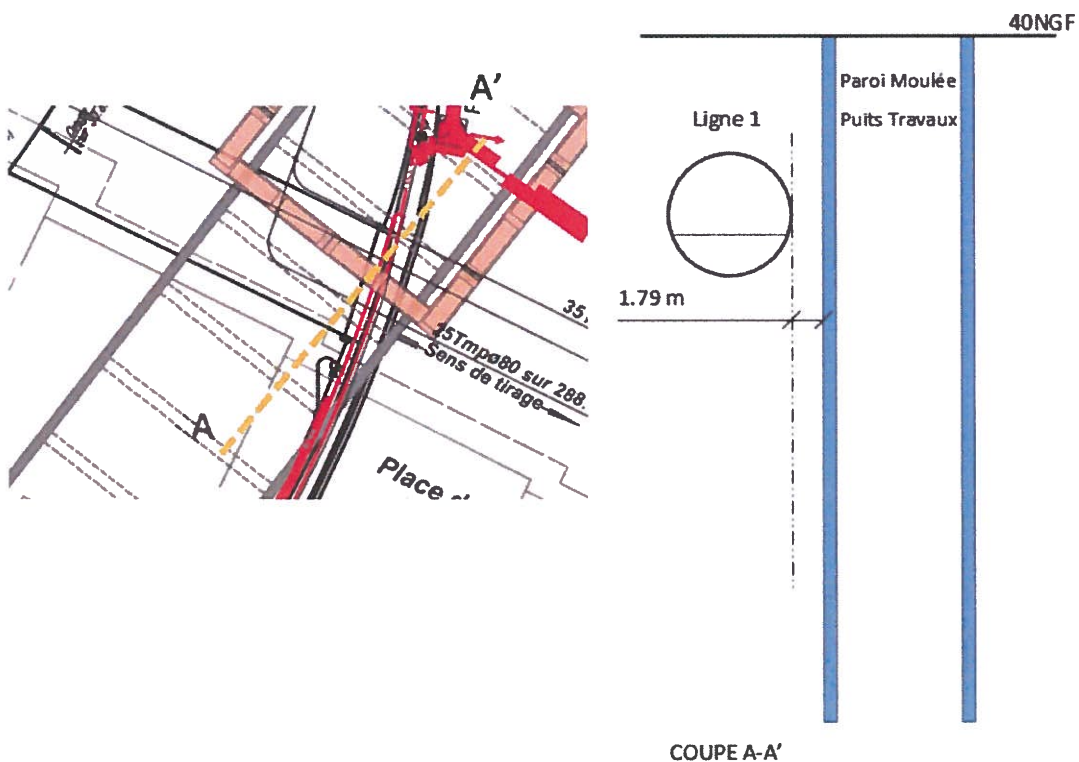 A'
F
35,
25Tmpø80 sur 288.
Sens de tirage
A
Place d'
40NGF
Paroi Moulée
Puits Travaux
Ligne 1
1.79 m
COUPE A-A'